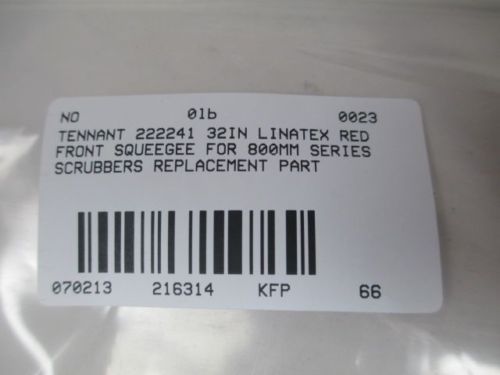 NO 01b 0023
TENNANT 222241 32IN LINATEX RED
FRONT SQUEEGEE FOR 800MM SERIES
SCRUBBERS REPLACEMENT PART
070213 216314 KFP 66